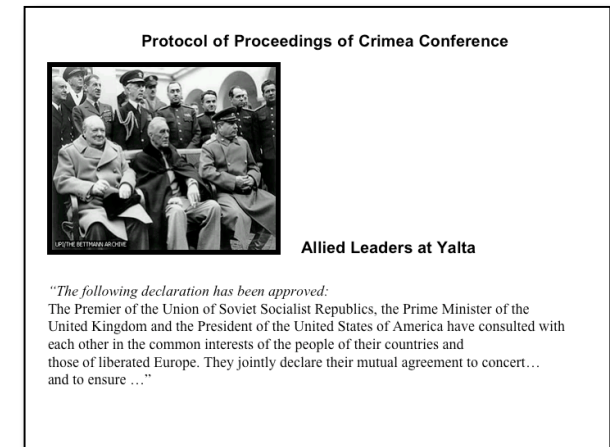 Protocol of Proceedings of Crimea Conference
UPI/THE BETTMANN ARCHIVE
Allied Leaders at Yalta
“The following declaration has been approved:
The Premier of the Union of Soviet Socialist Republics, the Prime Minister of the
United Kingdom and the President of the United States of America have consulted with
each other in the common interests of the people of their countries and
those of liberated Europe. They jointly declare their mutual agreement to concert…
and to ensure …”